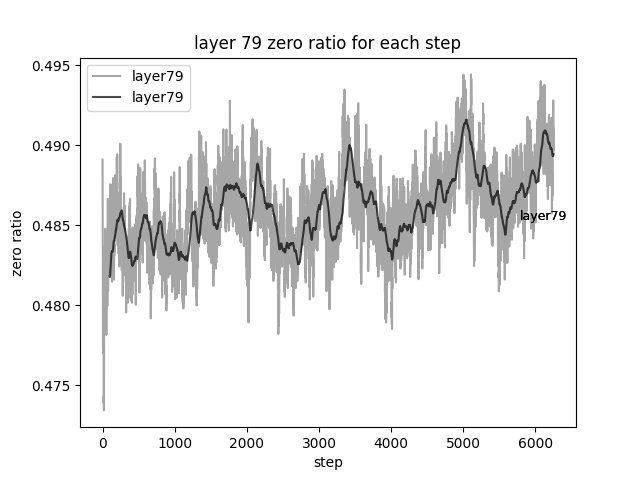 layer 79 zero ratio for each step
layer79
layer79
0.495
0.490
0.485
0.480
0.475
zero ratio
layer79
0 1000 2000 3000 4000 5000 6000
step